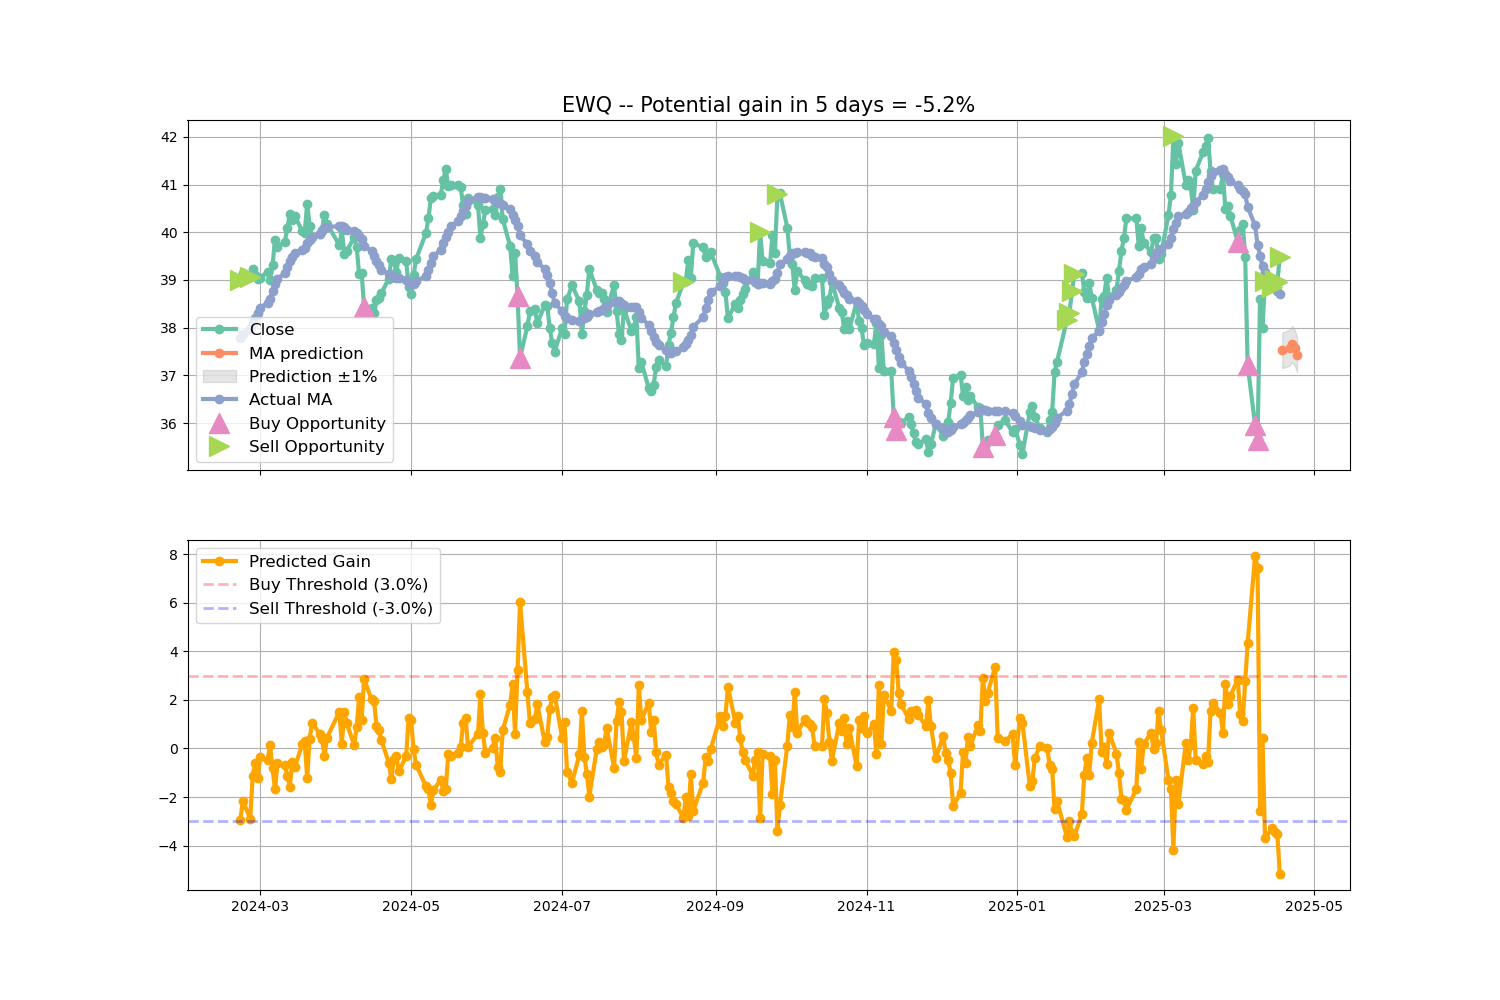 EWQ -- Potential gain in 5 days = -5.2%
42
41
40
39
38
37
36
Close
MA prediction
Prediction ±1%
Actual MA
Buy Opportunity
Sell Opportunity
8
6
4
2
0
−2
−4
Predicted Gain
Buy Threshold (3.0%)
Sell Threshold (-3.0%)
2024-03 2024-05 2024-07 2024-09 2024-11 2025-01 2025-03 2025-05